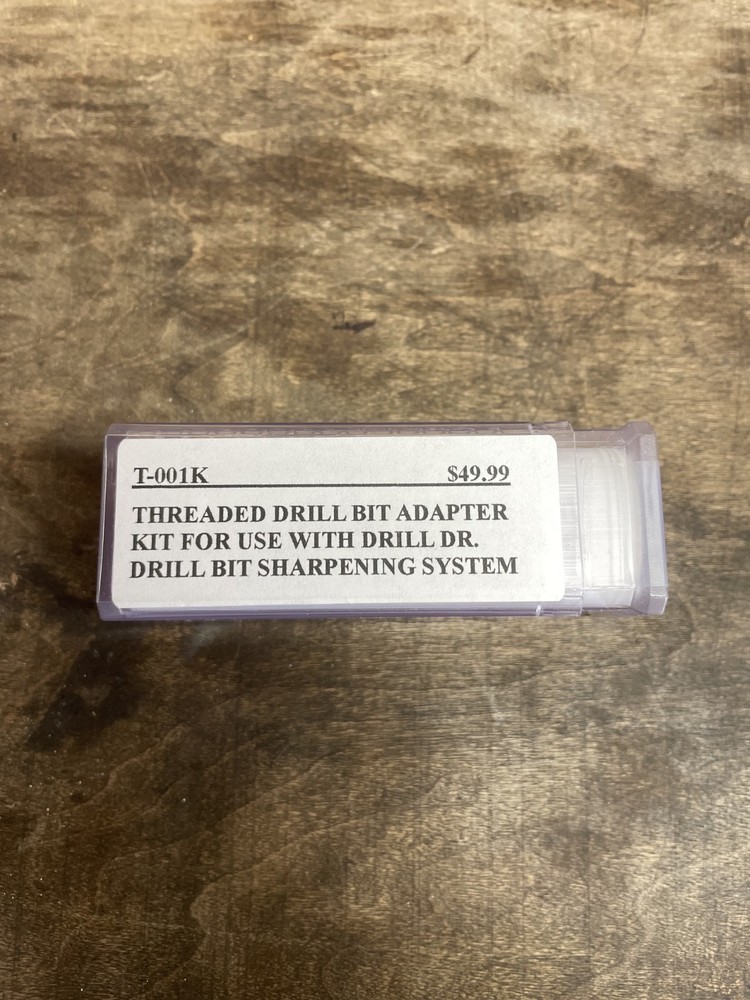 T-001K $49.99
THREADED DRILL BIT ADAPTER
KIT FOR USE WITH DRILL DR.
DRILL BIT SHARPENING SYSTEM